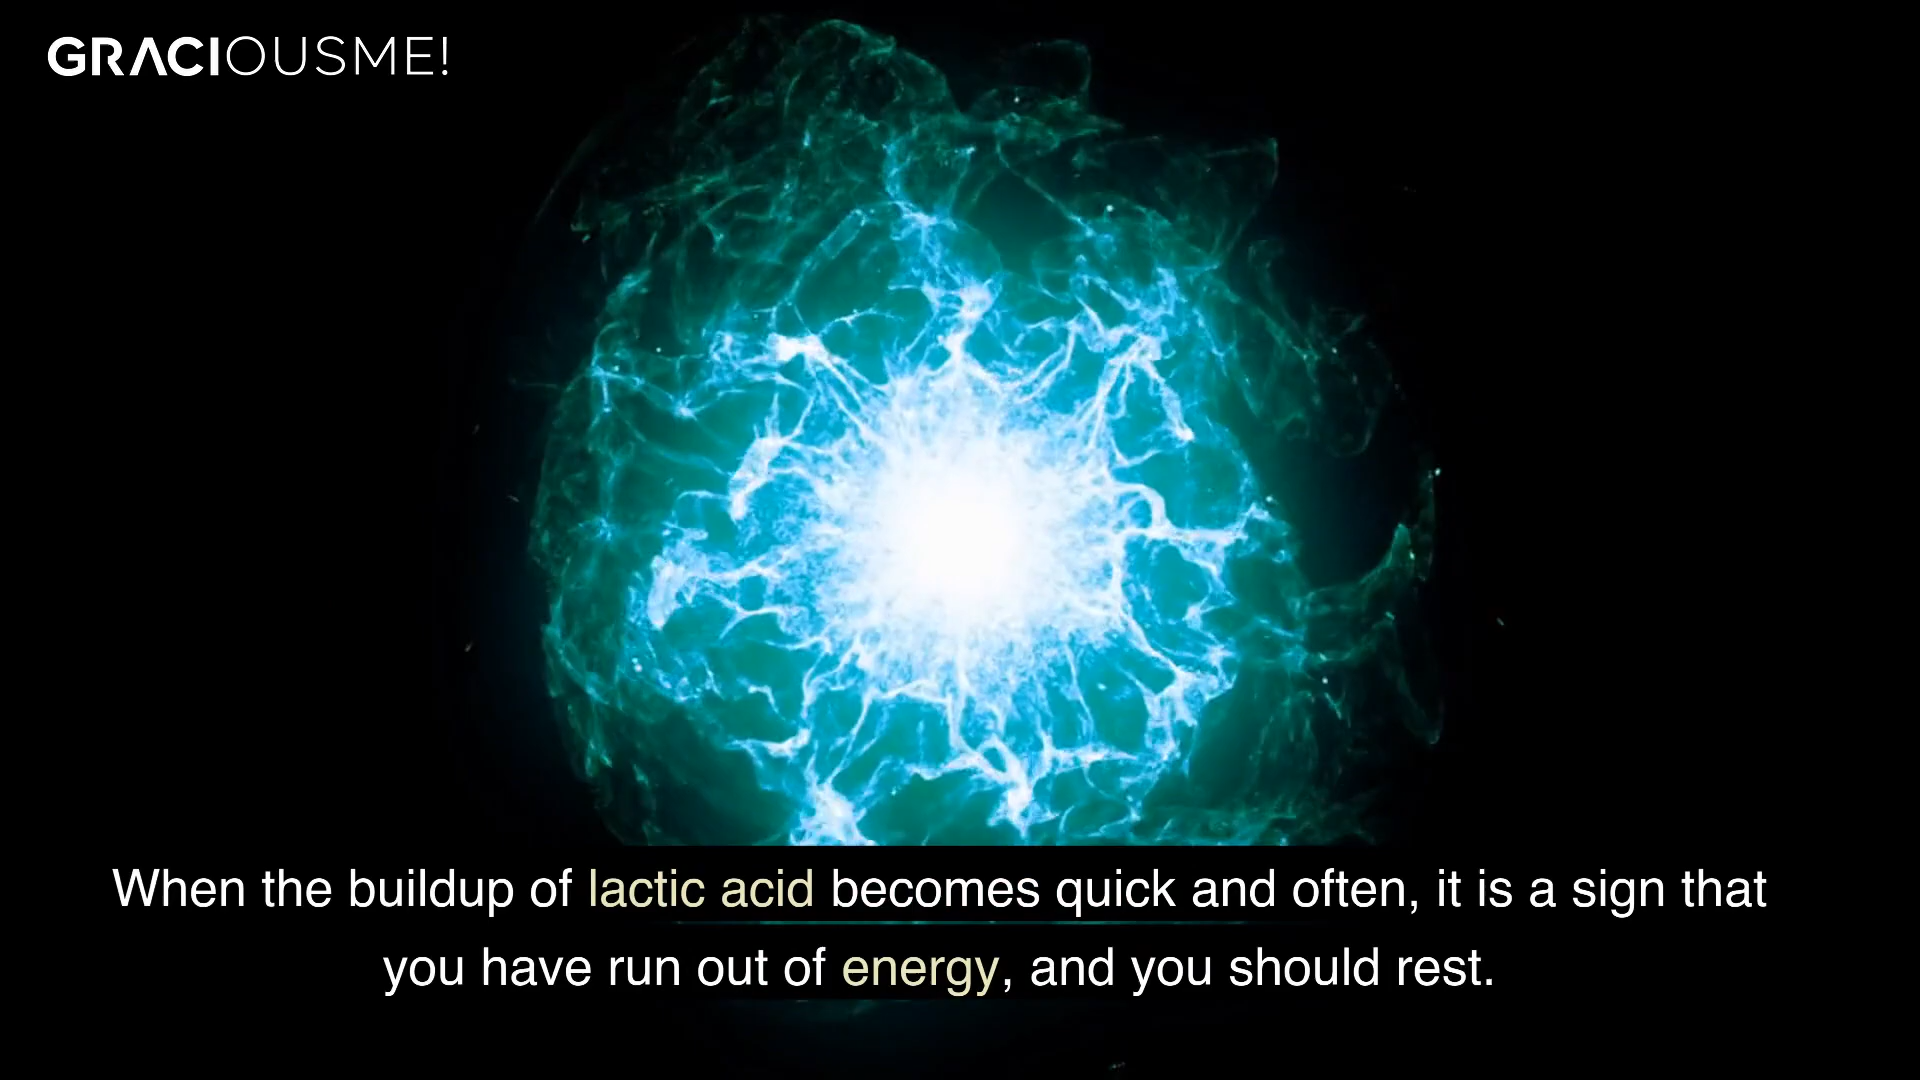 GRACIOUSME!
When the buildup of lactic acid becomes quick and often, it is a sign that
you have run out of energy, and you should rest.